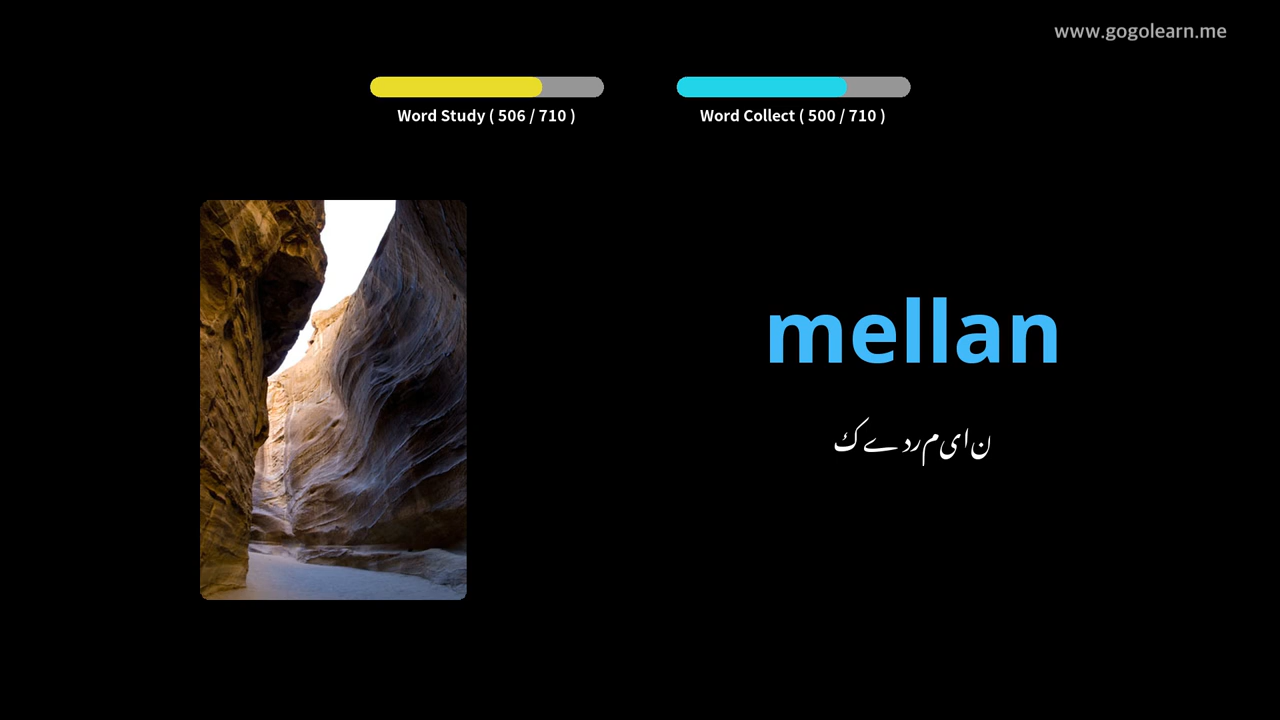 www.gogolearn.me
Word Study ( 506 / 710 )
Word Collect ( 500 / 710 )
mellan
کے درمیان